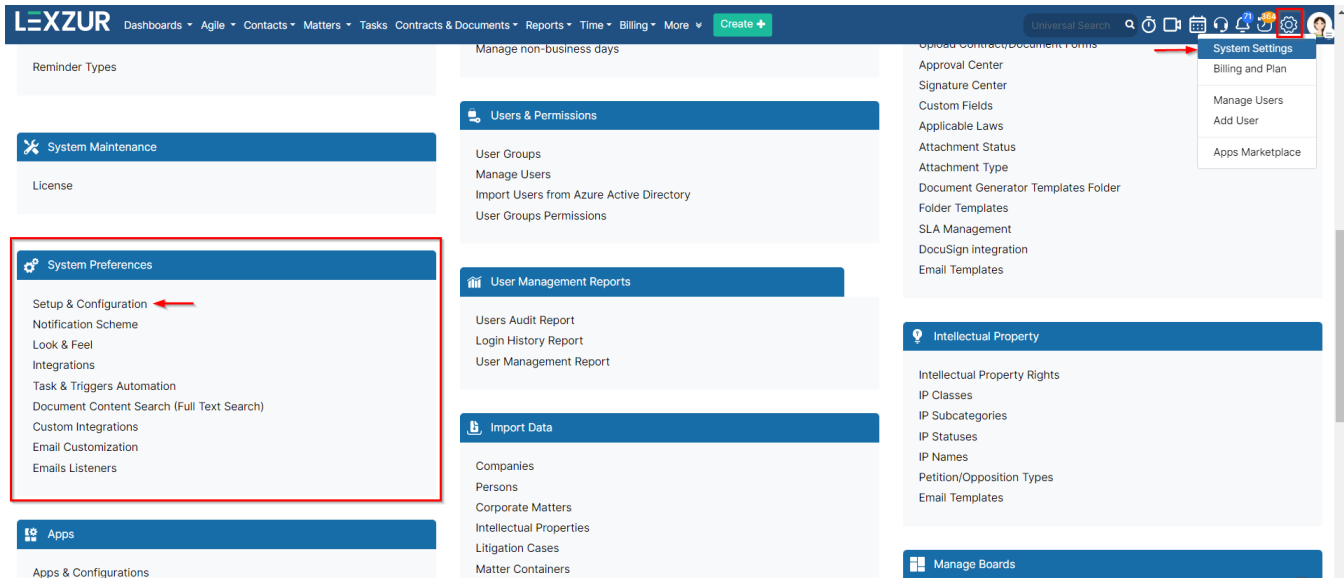 LEXZUR Dashboards Agile Contacts Matters Tasks Contracts & Documents Reports Time Billing More Create + Universal Search 71 364
System Settings
Billing and Plan
Manage Users
Add User
Apps Marketplace
Reminder Types
System Maintenance
License
System Preferences
Setup & Configuration
Notification Scheme
Look & Feel
Integrations
Task & Triggers Automation
Document Content Search (Full Text Search)
Custom Integrations
Email Customization
Emails Listeners
Apps
Apps & Configurations
Manage non-business days
Users & Permissions
User Groups
Manage Users
Import Users from Azure Active Directory
User Groups Permissions
User Management Reports
Users Audit Report
Login History Report
User Management Report
Import Data
Companies
Persons
Corporate Matters
Intellectual Properties
Litigation Cases
Matter Containers
Upload Contract/Document Forms
Approval Center
Signature Center
Custom Fields
Applicable Laws
Attachment Status
Attachment Type
Document Generator Templates Folder
Folder Templates
SLA Management
DocuSign integration
Email Templates
Intellectual Property
Intellectual Property Rights
IP Classes
IP Subcategories
IP Statuses
IP Names
Petition/Opposition Types
Email Templates
Manage Boards